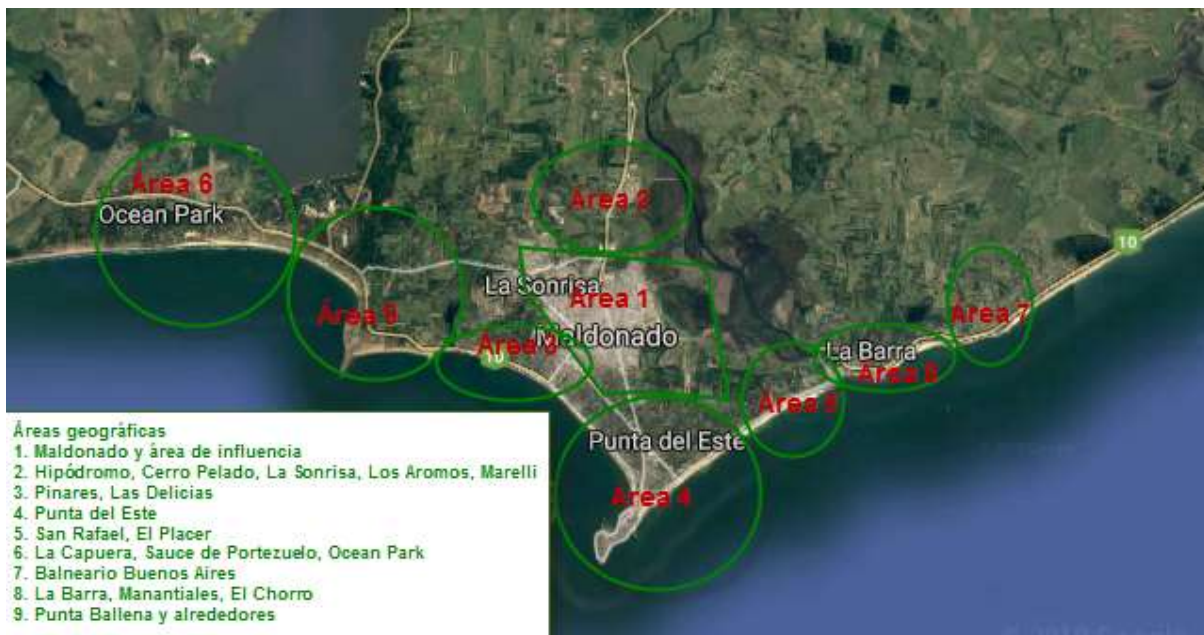 Área 6
Ocean Park
Área 2
10
La Sonrisa
Área 1
Área 9
Maldonado
Área 3
10
La Barra
Área 7
Área 8
Área 5
Punta del Este
Área 4
Áreas geográficas
1. Maldonado y área de influencia
2. Hipódromo, Cerro Pelado, La Sonrisa, Los Aromos, Marelli
3. Pinares, Las Delicias
4. Punta del Este
5. San Rafael, El Placer
6. La Capuera, Sauce de Portezuelo, Ocean Park
7. Balneario Buenos Aires
8. La Barra, Manantiales, El Chorro
9. Punta Ballena y alrededores